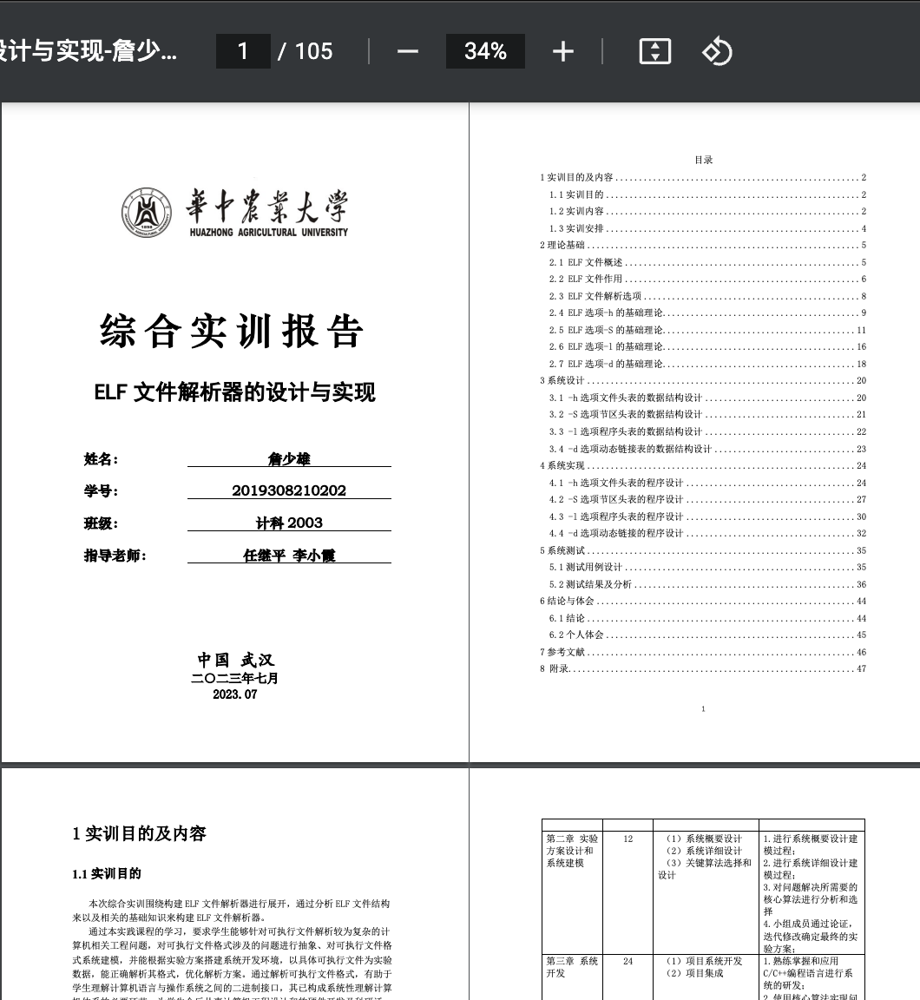 设计与实现-詹少...
1 / 105
34%
華中農業大学
HUAZHONG AGRICULTURAL UNIVERSITY
1898
综合实训报告
ELF 文件解析器的设计与实现
姓名: 詹少雄
学号: 2019308210202
班级: 计科 2003
指导老师: 任继平 李小霞
中国 武汉
二〇二三年七月
2023.07
目录
1 实训目的及内容 2
1.1 实训目的 2
1.2 实训内容 2
1.3 实训安排 4
2 理论基础 5
2.1 ELF 文件概述 5
2.2 ELF 文件作用 6
2.3 ELF 文件解析选项 8
2.4 ELF 选项-h 的基础理论 9
2.5 ELF 选项-S 的基础理论 11
2.6 ELF 选项-l 的基础理论 16
2.7 ELF 选项-d 的基础理论 18
3 系统设计 20
3.1 -h 选项文件头表的数据结构设计 20
3.2 -S 选项节区头表的数据结构设计 21
3.3 -l 选项程序头表的数据结构设计 22
3.4 -d 选项动态链接表的数据结构设计 23
4 系统实现 24
4.1 -h 选项文件头表的程序设计 24
4.2 -S 选项节区头表的程序设计 27
4.3 -l 选项程序头表的程序设计 30
4.4 -d 选项动态链接的程序设计 32
5 系统测试 35
5.1 测试用例设计 35
5.2 测试结果及分析 36
6 结论与体会 44
6.1 结论 44
6.2 个人体会 45
7 参考文献 46
8 附录 47
1
1 实训目的及内容
1.1 实训目的
本次综合实训围绕构建 ELF 文件解析器进行展开，通过分析 ELF 文件结构
来以及相关的基础知识来构建 ELF 文件解析器。
通过本实践课程的学习，要求学生能够针对可执行文件解析较为复杂的计
算机相关工程问题，对可执行文件格式涉及的问题进行抽象、对可执行文件格
式系统建模，并能根据实验方案搭建系统开发环境，以具体可执行文件为实验
数据，能正确解析其格式，优化解析方案。通过解析可执行文件格式，有助于
学生理解计算机语言与操作系统之间的二进制接口，其已构成系统性理解计算
第二章 实验
方案设计和
系统建模
12
（1）系统概要设计
（2）系统详细设计
（3）关键算法选择和
设计
1.进行系统概要设计建
模过程;
2.进行系统详细设计建
模过程;
3.对问题解决所需要的
核心算法进行分析和选
择
4.小组成员通过论证，
迭代修改确定最终的实
验方案;
第三章 系统
开发
24
（1）项目系统开发
（2）项目集成
1.熟练掌握和应用
C/C++编程语言进行系
统的研发;
2.使用核心算法实现问